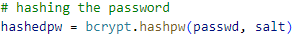 # hashing the password
hashedpw = bcrypt.hashpw(passwd, salt)